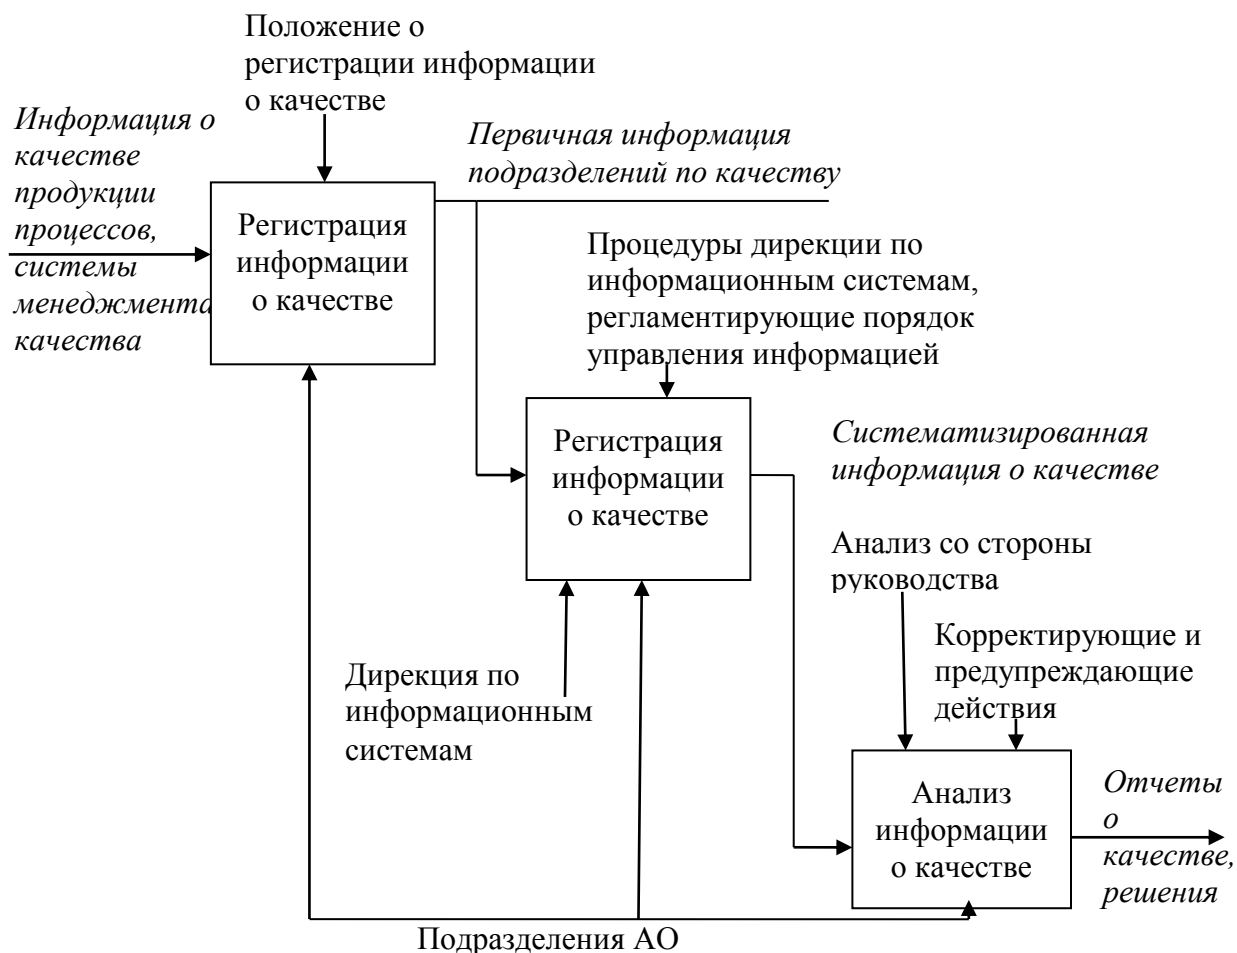 Положение о
регистрации информации
о качестве
Информация о
качестве
продукции
процессов,
системы
менеджмента
качества
Первичная информация
подразделений по качеству
Регистрация
информации
о качестве
Процедуры дирекции по
информационным системам,
регламентирующие порядок
управления информацией
Регистрация
информации
о качестве
Систематизированная
информация о качестве
Анализ со стороны
руководства
Корректирующие и
предупреждающие
действия
Дирекция по
информационным
системам
Анализ
информации
о качестве
Отчеты
о
качестве,
решения
Подразделения АО